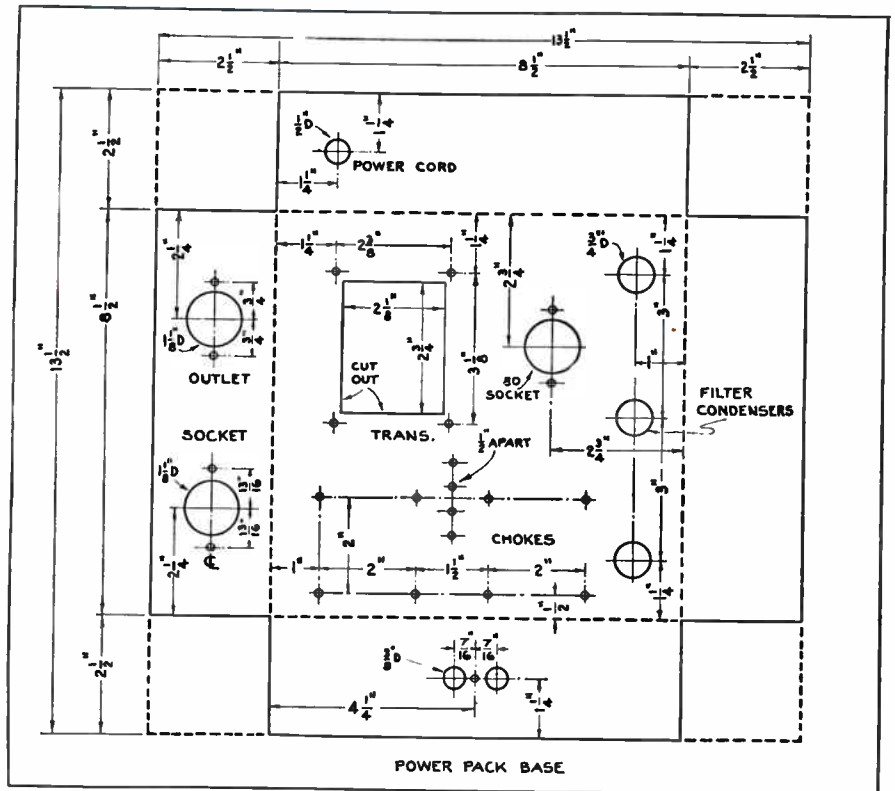 13 1/2"
2 1/2" 8 1/2" 2 1/2"
2 1/2"
1/2" D
1 1/4"
POWER CORD
1 1/4"
2 1/4"
1 1/4" 2 3/8"
1 1/4"
2 3/4"
3/4" D
1 1/4"
8 1/2"
13 1/2"
3/4"
3/4"
1 1/8" D
OUTLET
2 1/8"
2 3/4"
3 1/8"
CUT
OUT
TRANS.
80
SOCKET
3"
1"
FILTER
CONDENSERS
2 3/4"
SOCKET
1 1/8" D
13/16"
13/16"
2 1/4"
℄
1/2" APART
2"
CHOKES
3"
1" 2" 1 1/2" 2"
1/2"
1 1/4"
2 1/2"
7/16" 7/16"
D
4 1/4"
1 1/4"
POWER PACK BASE